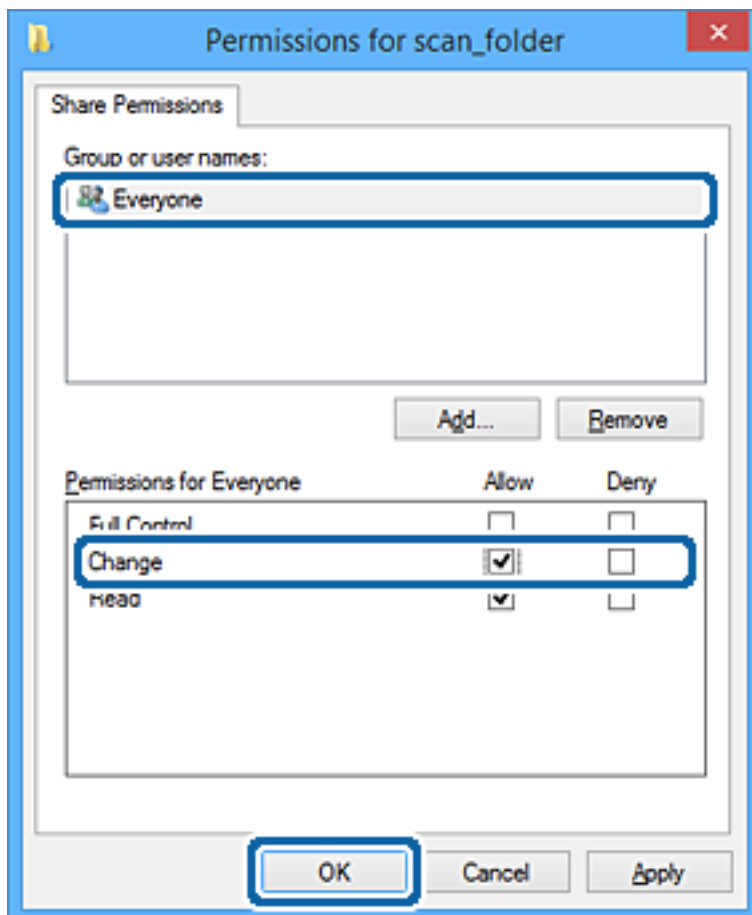 Permissions for scan_folder
Share Permissions
Group or user names:
Everyone
Add... Remove
Permissions for Everyone Allow Deny
Full Control
Change
Read
OK Cancel Apply